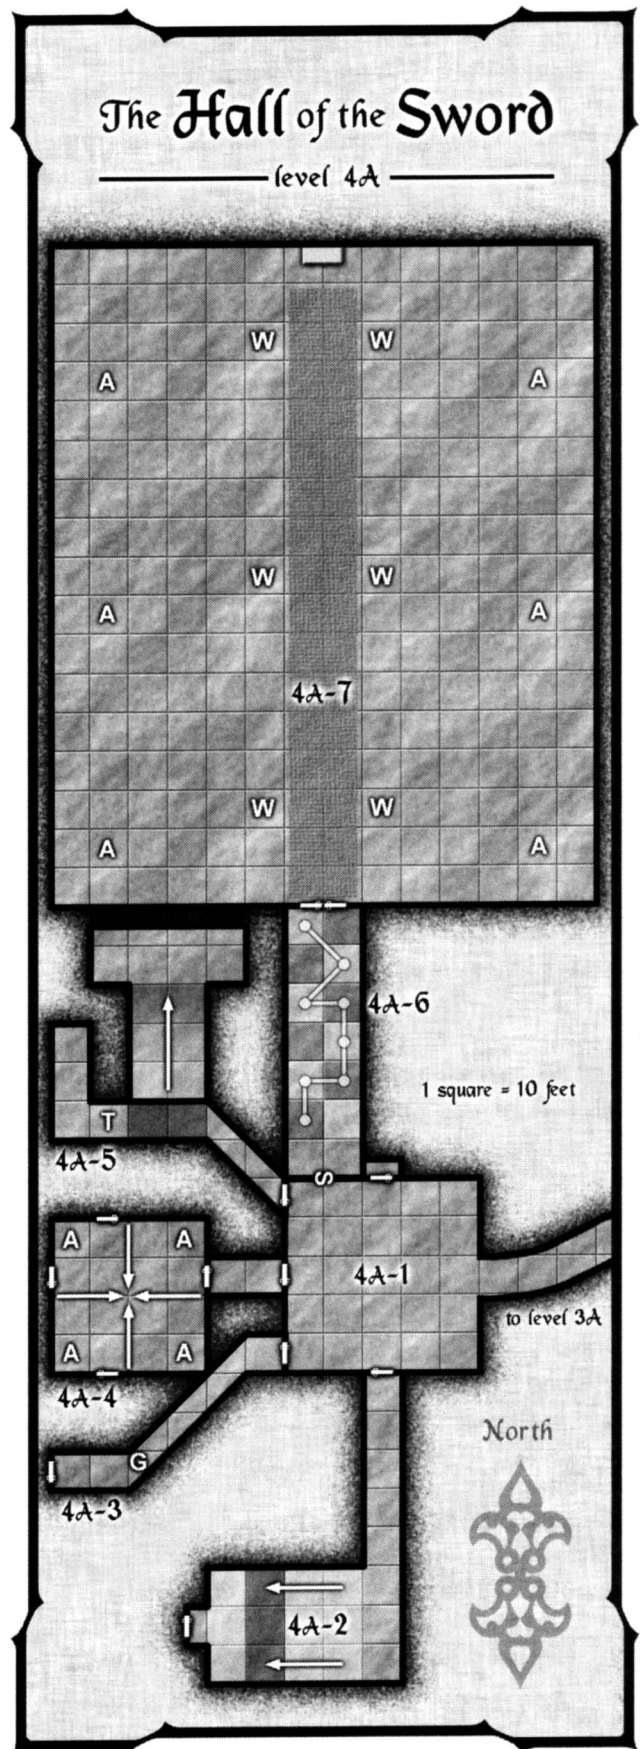 The Hall of the Sword
level 4A
W W
A A
W W
A A
4A-7
W W
A A
4A-6
1 square = 10 feet
T
4A-5
S
A A
4A-1
to level 3A
A A
4A-4
North
G
4A-3
4A-2